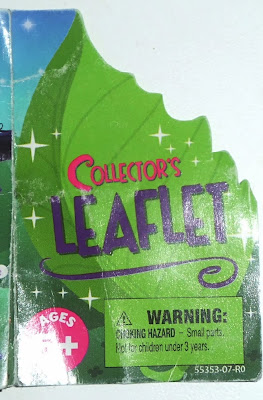 COLLECTOR'S
LEAFLET
AGES
+
WARNING:
CHOKING HAZARD – Small parts.
Not for children under 3 years.
55353-07-R0